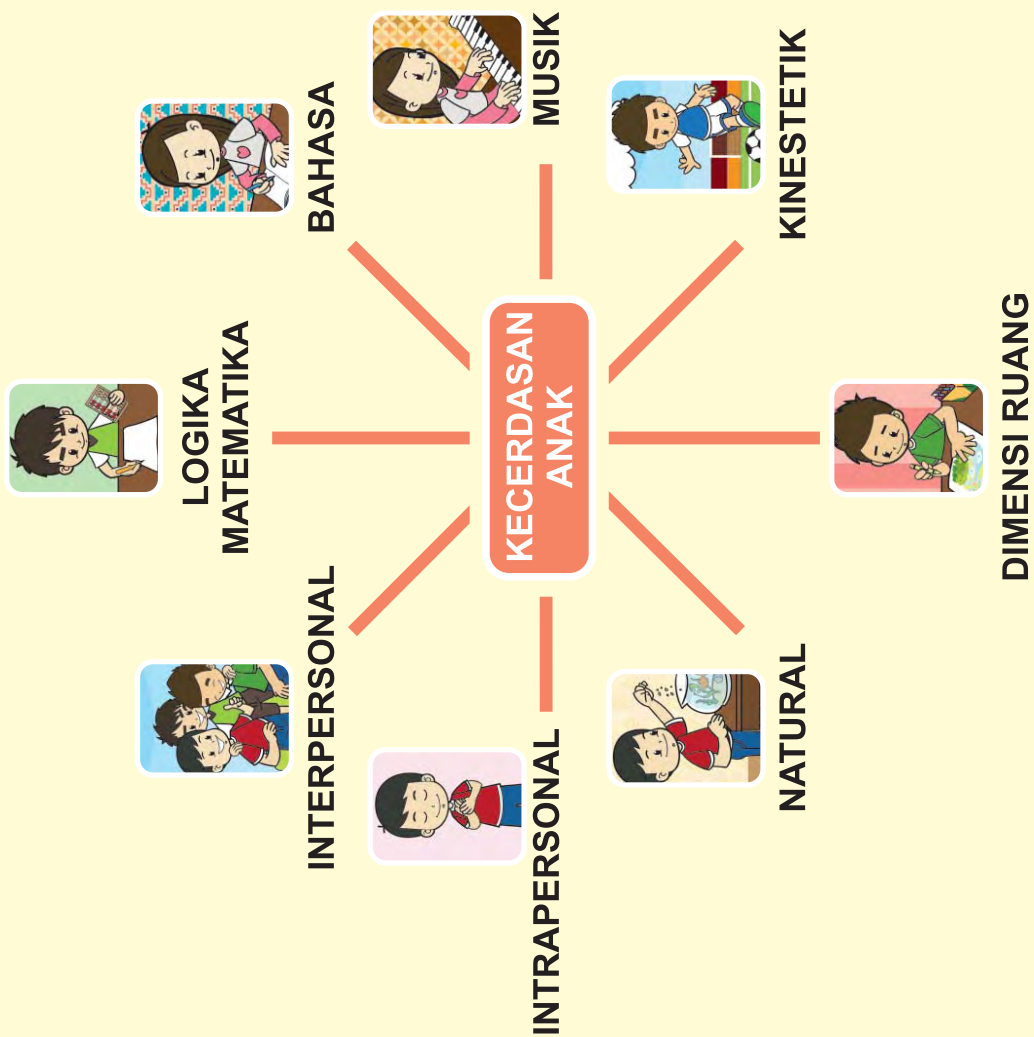 LOGIKA
MATEMATIKA
BAHASA
MUSIK
KINESTETIK
DIMENSI RUANG
NATURAL
INTRAPERSONAL
INTERPERSONAL
KECERDASAN
ANAK